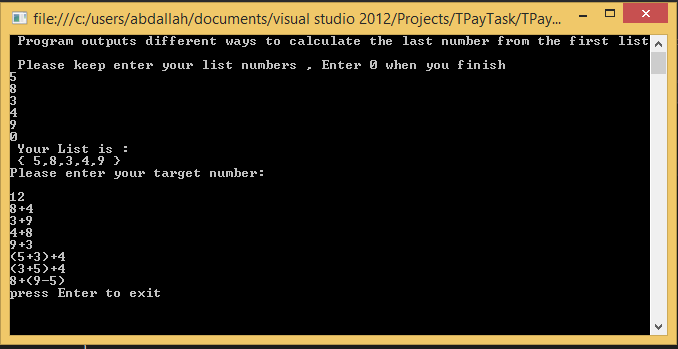 file:///c:/users/abdallah/documents/visual studio 2012/Projects/TPayTask/TPay...
Program outputs different ways to calculate the last number from the first list
Please keep enter your list numbers , Enter 0 when you finish
5
8
3
4
9
0
Your List is :
{ 5,8,3,4,9 }
Please enter your target number:
12
8+4
3+9
4+8
9+3
(5+3)+4
(3+5)+4
8+(9-5)
press Enter to exit